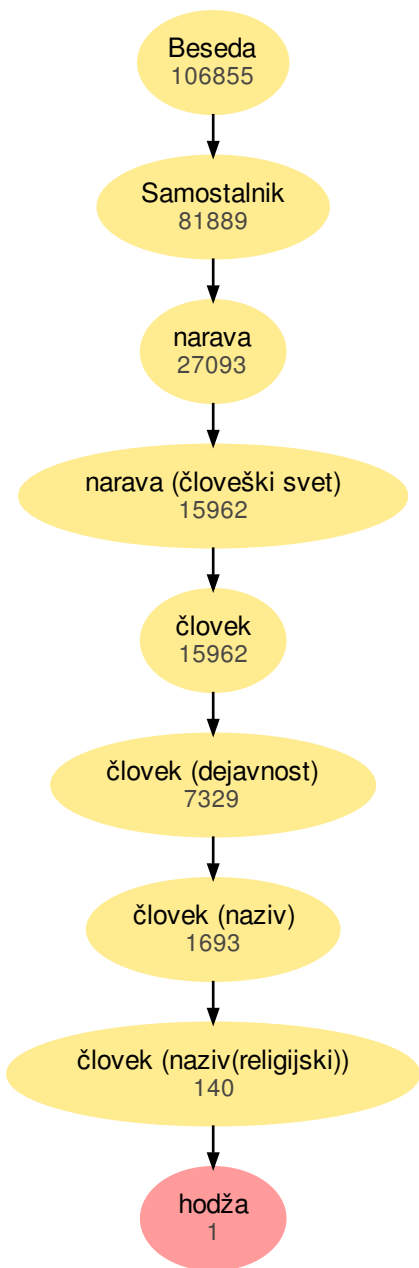 Beseda
106855
Samostalnik
81889
narava
27093
narava (človeški svet)
15962
človek
15962
človek (dejavnost)
7329
človek (naziv)
1693
človek (naziv(religijski))
140
hodža
1